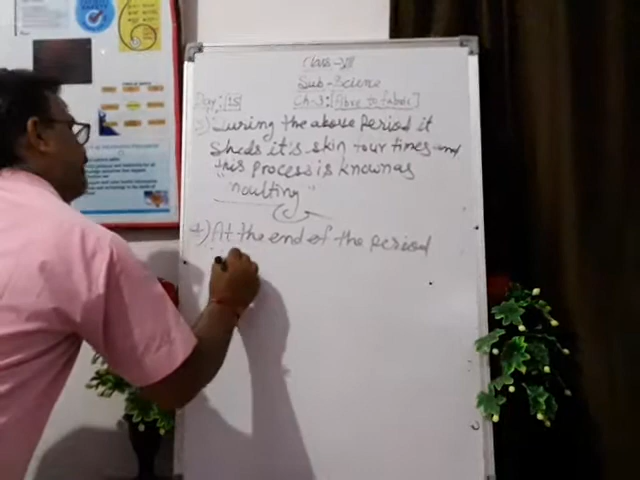 Class-VII
Sub-Science
Day:[15] Ch-3:[Fibre to fabric]
3) During the above period it
Sheds it's skin four times and
this process is known as
"moulting"
4) At the end of the period